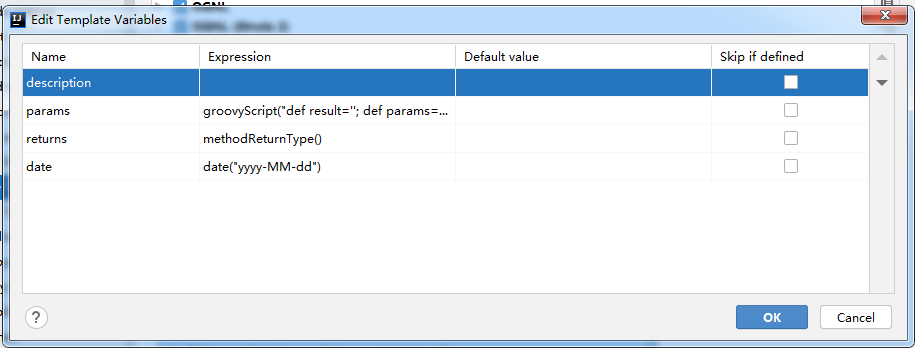 Edit Template Variables
Name Expression Default value Skip if defined
description
params groovyScript("def result=''; def params=...
returns methodReturnType()
date date("yyyy-MM-dd")
? OK Cancel